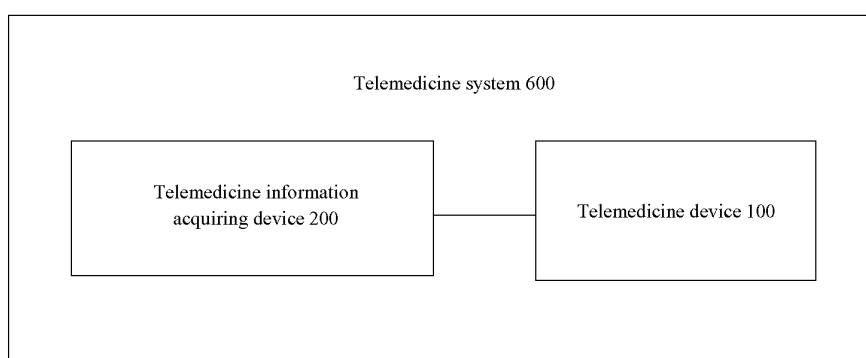 Telemedicine system 600
Telemedicine information
acquiring device 200
Telemedicine device 100